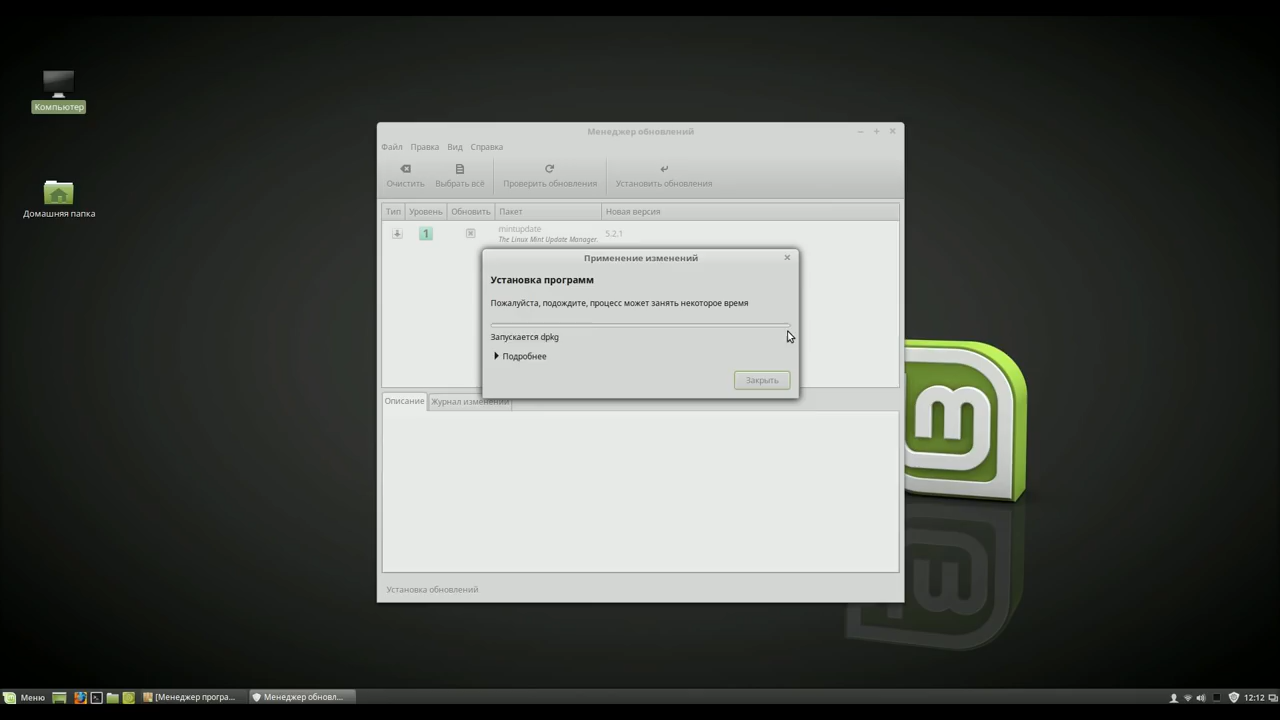 Компьютер
Домашняя папка
Менеджер обновлений
Файл Правка Вид Справка
Очистить Выбрать всё Проверить обновления Установить обновления
Тип Уровень Обновить Пакет Новая версия
1 mintupdate 5.2.1
The Linux Mint Update Manager.
Применение изменений
Установка программ
Пожалуйста, подождите, процесс может занять некоторое время
Запускается dpkg
Подробнее
Закрыть
Описание Журнал изменений
Установка обновлений
Меню [Менеджер програ... Менеджер обновл... 12:12